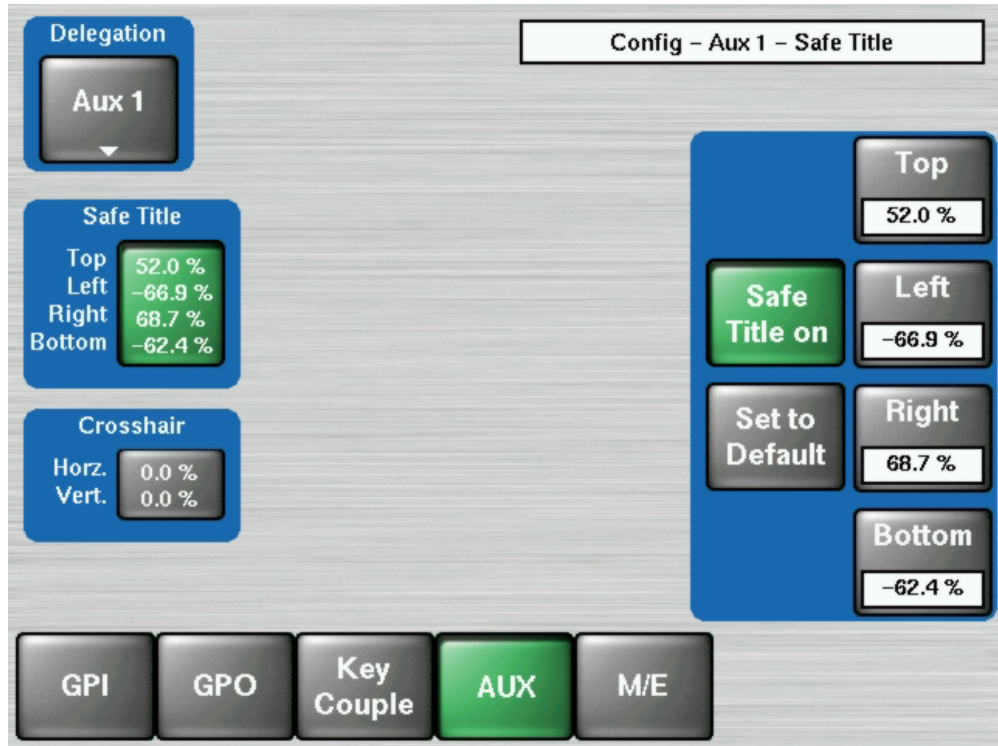 Delegation
Aux 1
Config – Aux 1 – Safe Title
Safe Title
Top 52.0 %
Left –66.9 %
Right 68.7 %
Bottom –62.4 %
Crosshair
Horz. 0.0 %
Vert. 0.0 %
Safe
Title on
Set to
Default
Top
52.0 %
Left
–66.9 %
Right
68.7 %
Bottom
–62.4 %
GPI
GPO
Key
Couple
AUX
M/E